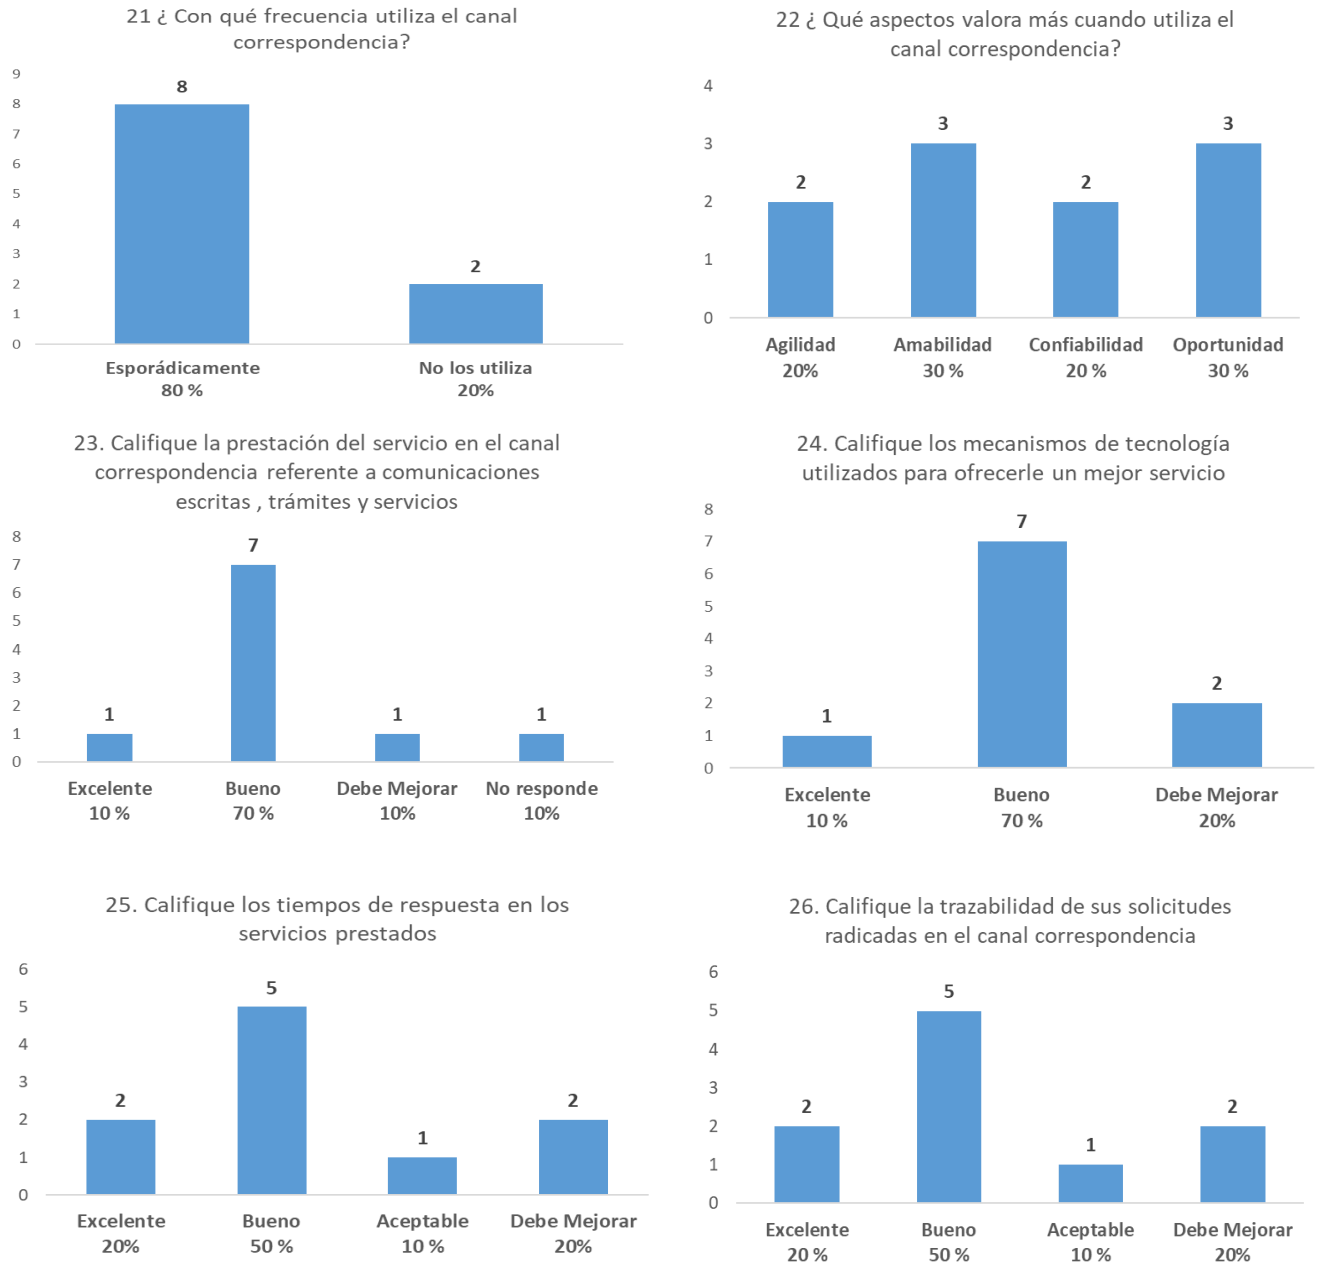 21 ¿ Con qué frecuencia utiliza el canal
correspondencia?
9
8
7
6
5
4
3
2
1
0
8
2
Esporádicamente
80 %
No los utiliza
20%
22 ¿ Qué aspectos valora más cuando utiliza el
canal correspondencia?
4
3
2
1
0
2
3
2
3
Agilidad
20%
Amabilidad
30 %
Confiabilidad
20 %
Oportunidad
30 %
23. Califique la prestación del servicio en el canal
correspondencia referente a comunicaciones
escritas , trámites y servicios
8
7
6
5
4
3
2
1
0
1
7
1
1
Excelente
10 %
Bueno
70 %
Debe Mejorar
10%
No responde
10%
24. Califique los mecanismos de tecnología
utilizados para ofrecerle un mejor servicio
8
7
6
5
4
3
2
1
0
1
7
2
Excelente
10 %
Bueno
70 %
Debe Mejorar
20%
25. Califique los tiempos de respuesta en los
servicios prestados
6
5
4
3
2
1
0
2
5
1
2
Excelente
20%
Bueno
50 %
Aceptable
10 %
Debe Mejorar
20%
26. Califique la trazabilidad de sus solicitudes
radicadas en el canal correspondencia
6
5
4
3
2
1
0
2
5
1
2
Excelente
20 %
Bueno
50 %
Aceptable
10 %
Debe Mejorar
20%